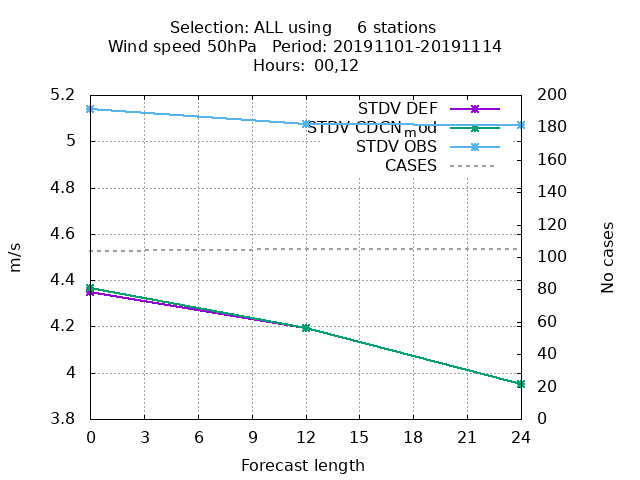 Selection: ALL using     6 stations
Wind speed 50hPa   Period: 20191101-20191114
Hours: 00,12
5.2
5
4.8
4.6
4.4
4.2
4
3.8
200
180
160
140
120
100
80
60
40
20
0
STDV DEF
STDV CDCNmod
STDV OBS
CASES
m/s
No cases
0 3 6 9 12 15 18 21 24
Forecast length